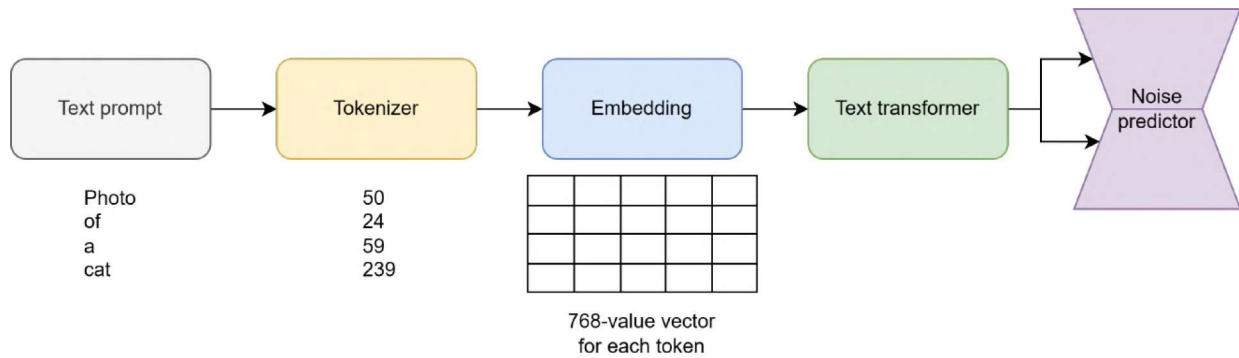 Text prompt
Tokenizer
Embedding
Text transformer
Noise
predictor
Photo
of
a
cat
50
24
59
239
768-value vector
for each token